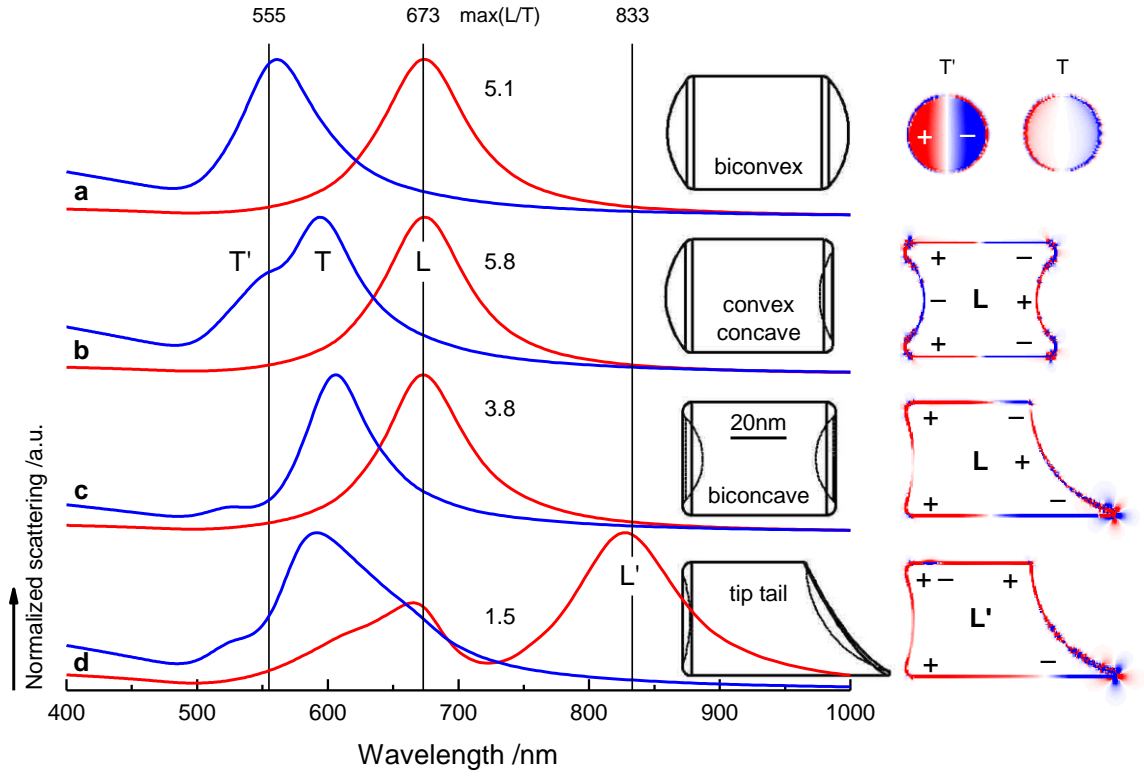 555 673 max(L/T) 833
T' T
5.1
+ −
biconvex
a
T' T L 5.8
+ −
− L +
+ −
convex
concave
b
3.8
20nm
biconcave
+ −
L +
+ −
c
L'
tip tail
1.5
+ − +
L'
+ −
d
Normalized scattering /a.u.
400 500 600 700 800 900 1000
Wavelength /nm